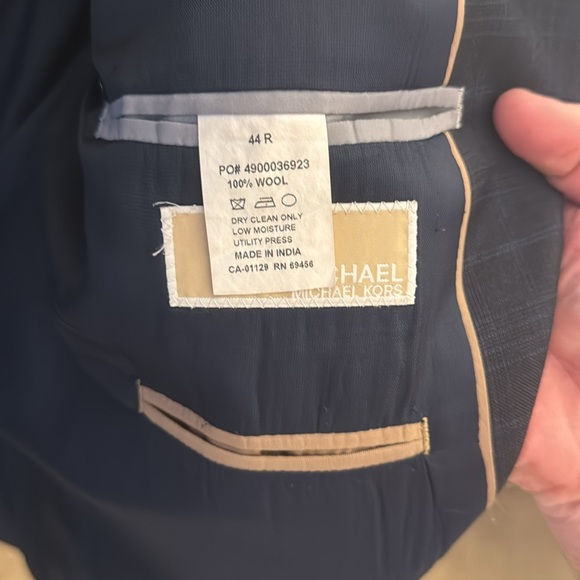 44 R
PO# 4900036923
100% WOOL
DRY CLEAN ONLY
LOW MOISTURE
UTILITY PRESS
MADE IN INDIA
CA-01129 RN 69456
CHAEL
MICHAEL KORS